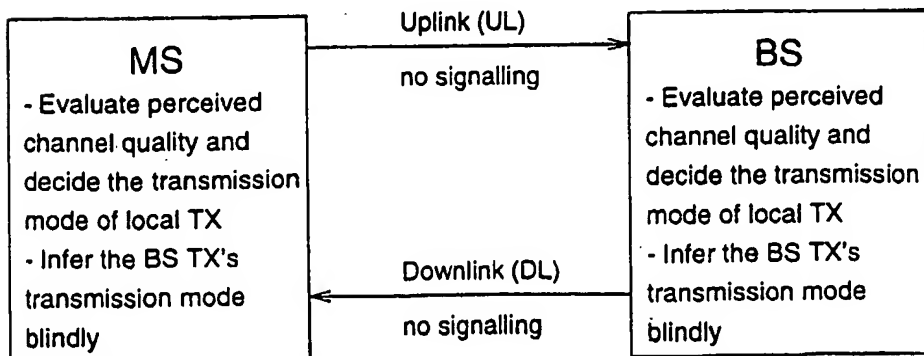 MS
- Evaluate perceived
channel quality and
decide the transmission
mode of local TX
- Infer the BS TX's
transmission mode
blindly
Uplink (UL)
no signalling
Downlink (DL)
no signalling
BS
- Evaluate perceived
channel quality and
decide the transmission
mode of local TX
- Infer the BS TX's
transmission mode
blindly